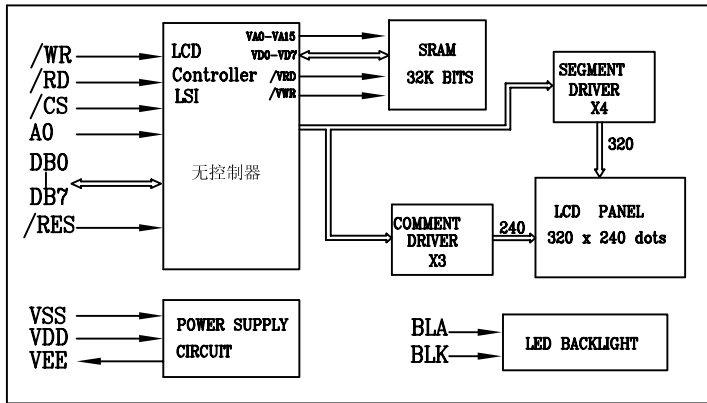 /WR
/RD
/CS
A0
DB0
DB7
/RES
LCD
Controller
LSI
无控制器
VA0-VA15
VD0-VD7
/VRD
/VWR
SRAM
32K BITS
SEGMENT
DRIVER
X4
320
COMMENT
DRIVER
X3
240
LCD PANEL
320 x 240 dots
VSS
VDD
VEE
POWER SUPPLY
CIRCUIT
BLA
BLK
LED BACKLIGHT